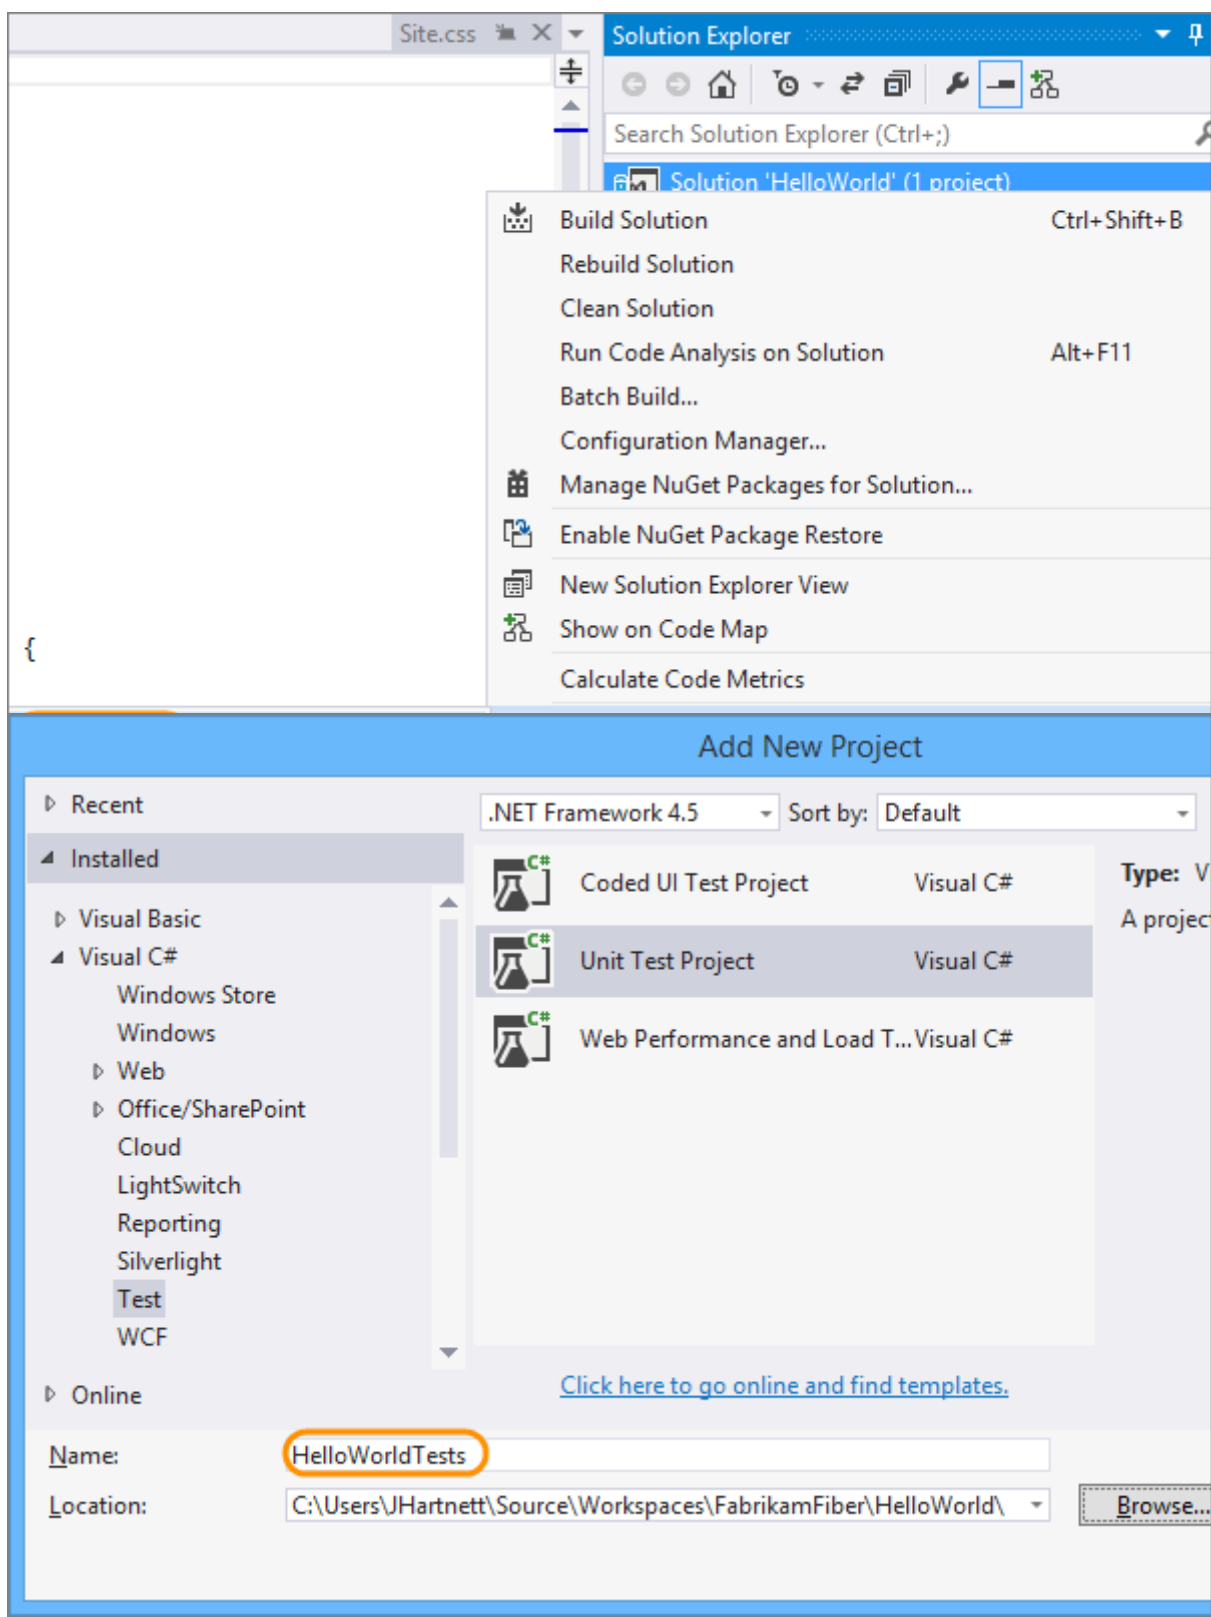 Site.css
Solution Explorer
Search Solution Explorer (Ctrl+;)
Solution 'HelloWorld' (1 project)
Build Solution Ctrl+Shift+B
Rebuild Solution
Clean Solution
Run Code Analysis on Solution Alt+F11
Batch Build...
Configuration Manager...
Manage NuGet Packages for Solution...
Enable NuGet Package Restore
New Solution Explorer View
Show on Code Map
{
Calculate Code Metrics
Add New Project
Recent
.NET Framework 4.5 Sort by: Default
Installed
Visual Basic
Visual C#
Windows Store
Windows
Web
Office/SharePoint
Cloud
LightSwitch
Reporting
Silverlight
Test
WCF
Online
C# Coded UI Test Project Visual C#
C# Unit Test Project Visual C#
C# Web Performance and Load T... Visual C#
Type: V
A project
Click here to go online and find templates.
Name: HelloWorldTests
Location: C:\Users\JHartnett\Source\Workspaces\FabrikamFiber\HelloWorld\ Browse...